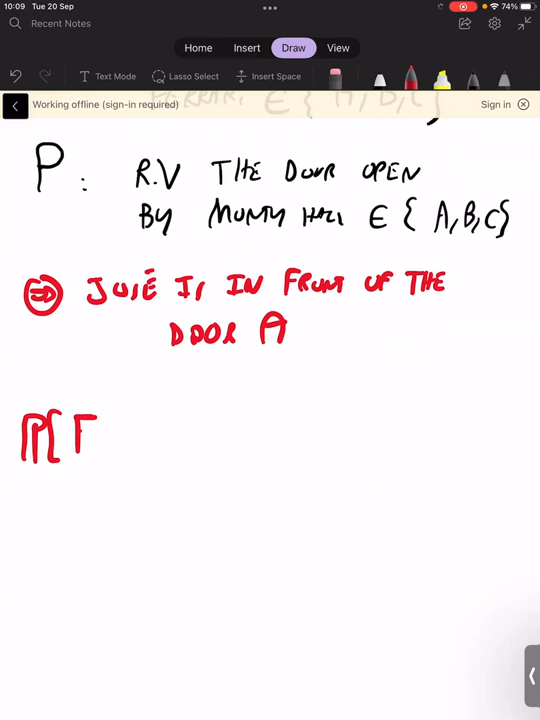 10:09 Tue 20 Sep
74%
Recent Notes
Home Insert Draw View
Text Mode Lasso Select Insert Space
Working offline (sign-in required) Sign in
FERRARI ∈ { A, B, C }
P: R.V THE DOOR OPEN
BY MONTY HALL ∈ { A, B, C }
⇒ JOSÉ IS IN FRONT OF THE
DOOR A
P[ F